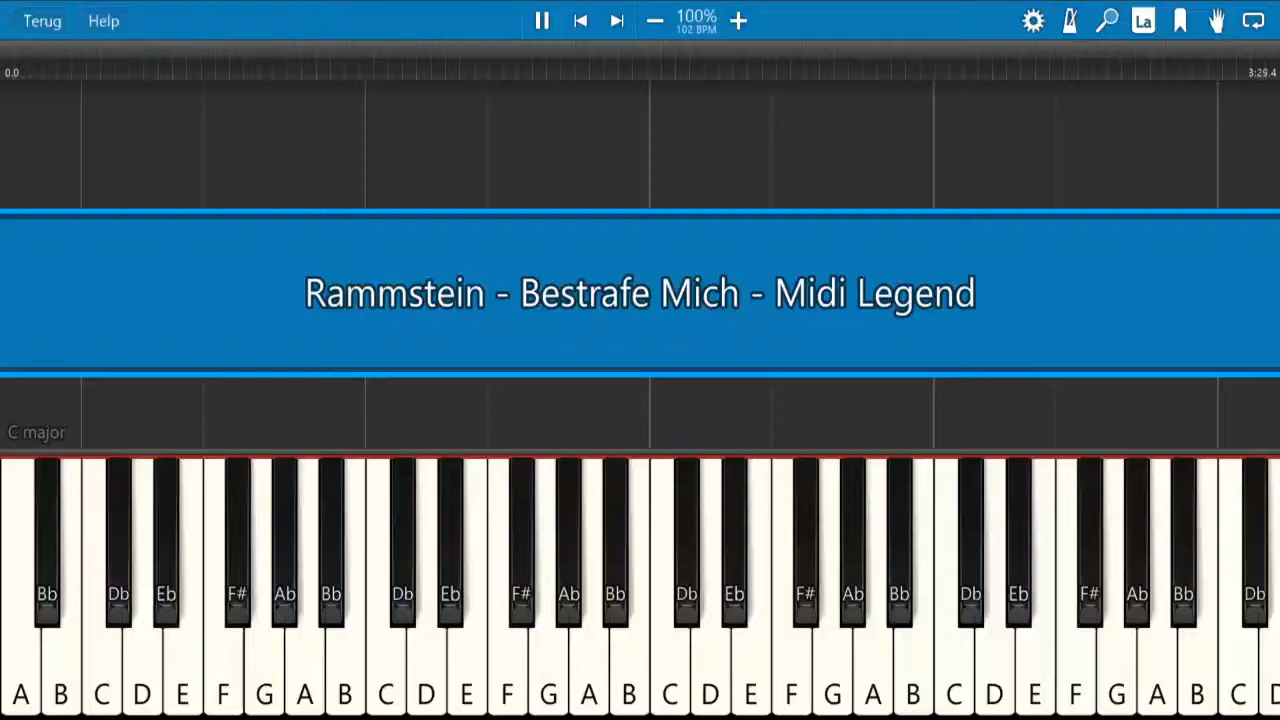 Terug Help 100% La
102 BPM
0.0 3:29.4
Rammstein - Bestrafe Mich - Midi Legend
C major
Bb Db Eb F# Ab Bb Db Eb F# Ab Bb Db Eb F# Ab Bb Db Eb F# Ab Bb Db
A B C D E F G A B C D E F G A B C D E F G A B C D E F G A B C D